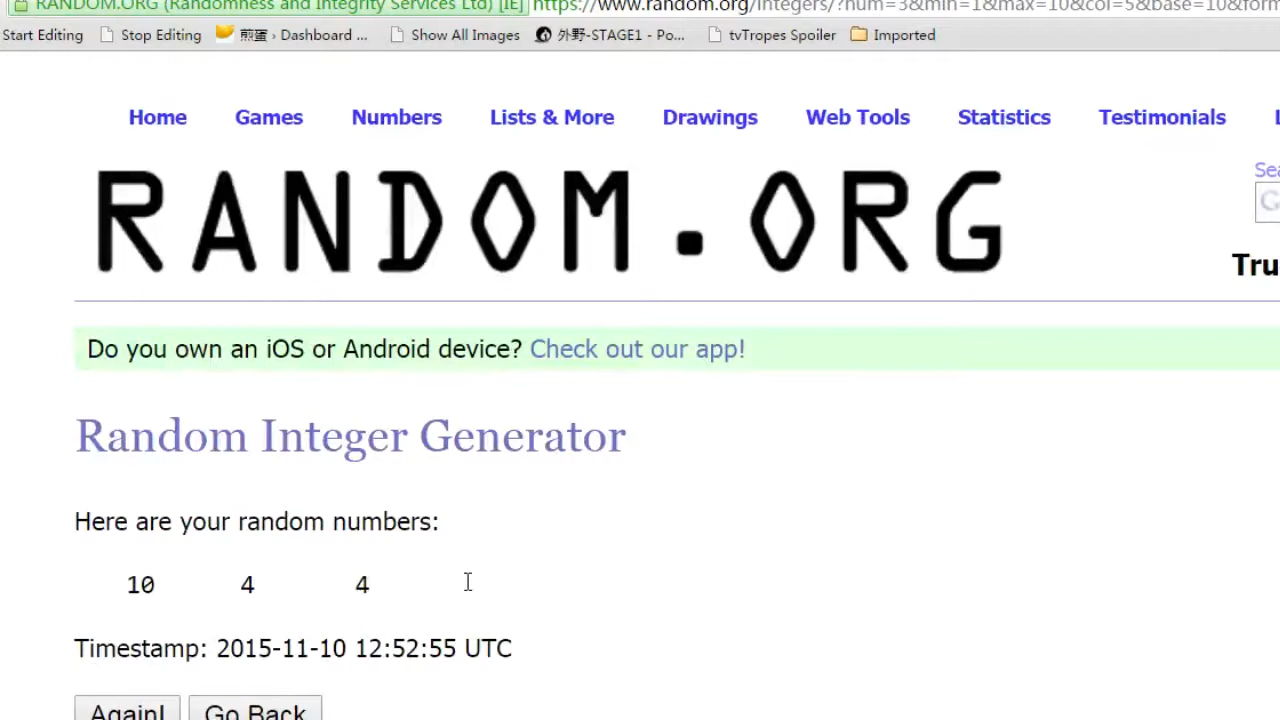 RANDOM.ORG (Randomness and Integrity Services Ltd) [IE] https://www.random.org/integers/?num=3&min=1&max=10&col=5&base=10&form
Start Editing Stop Editing 煎蛋 › Dashboard ... Show All Images 外野-STAGE1 - Po... tvTropes Spoiler Imported
Home Games Numbers Lists & More Drawings Web Tools Statistics Testimonials
RANDOM.ORG
Do you own an iOS or Android device? Check out our app!
Random Integer Generator
Here are your random numbers:
10 4 4
Timestamp: 2015-11-10 12:52:55 UTC
Again! Go Back